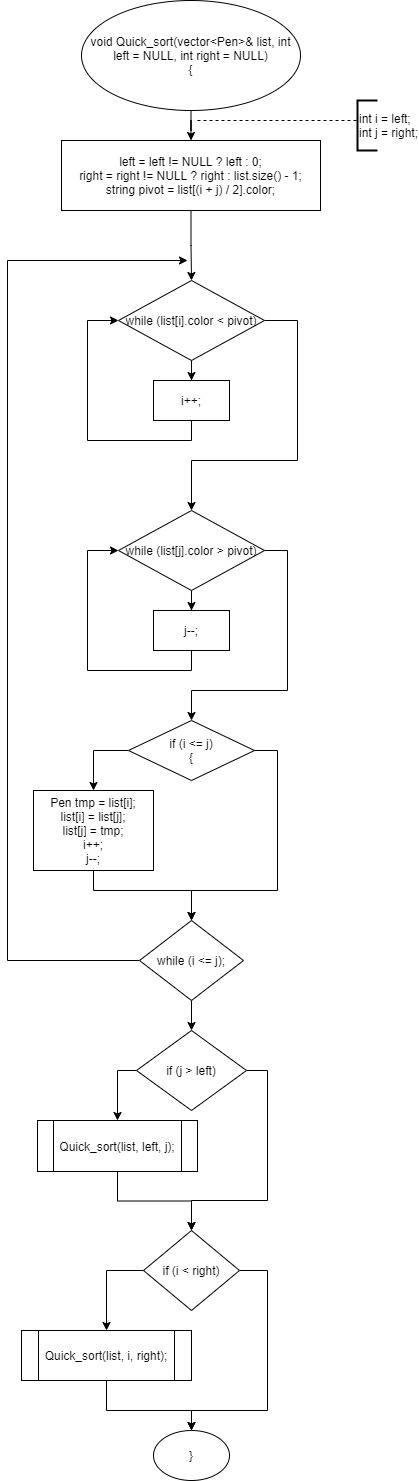 void Quick_sort(vector<Pen>& list, int
left = NULL, int right = NULL)
{
int i = left;
int j = right;
left = left != NULL ? left : 0;
right = right != NULL ? right : list.size() - 1;
string pivot = list[(i + j) / 2].color;
while (list[i].color < pivot)
i++;
while (list[j].color > pivot)
j--;
if (i <= j)
{
Pen tmp = list[i];
list[i] = list[j];
list[j] = tmp;
i++;
j--;
while (i <= j);
if (j > left)
Quick_sort(list, left, j);
if (i < right)
Quick_sort(list, i, right);
}